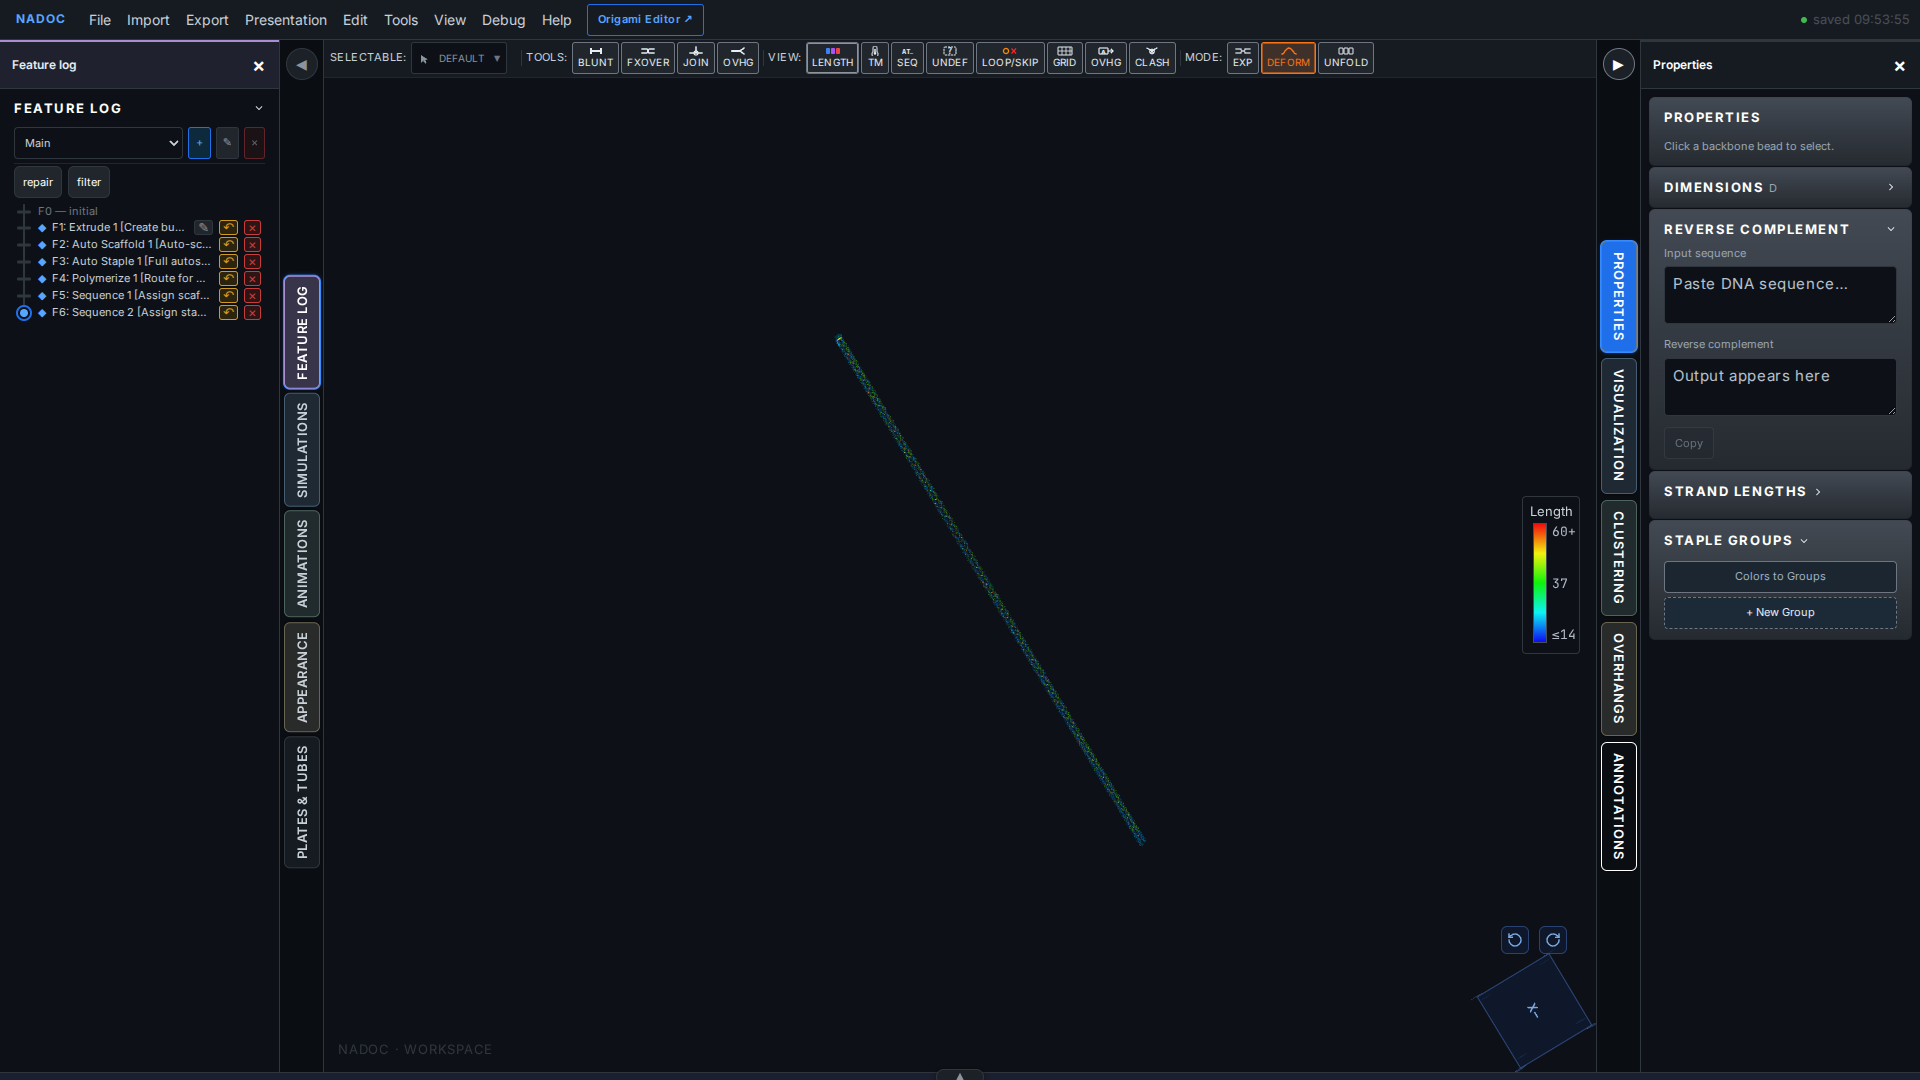 NADOC File Import Export Presentation Edit Tools View Debug Help Origami Editor ↗ saved 09:53:55
Feature log
FEATURE LOG
Main
repair filter
F0 — initial
F1: Extrude 1 [Create bu...
F2: Auto Scaffold 1 [Auto-sc...
F3: Auto Staple 1 [Full autos...
F4: Polymerize 1 [Route for ...
F5: Sequence 1 [Assign scaf...
F6: Sequence 2 [Assign sta...
FEATURE LOG
SIMULATIONS
ANIMATIONS
APPEARANCE
PLATES & TUBES
SELECTABLE: DEFAULT TOOLS: BLUNT FXOVER JOIN OVHG VIEW: LENGTH TM SEQ UNDEF LOOP/SKIP GRID OVHG CLASH MODE: EXP DEFORM UNFOLD
Length
60+
37
≤14
NADOC · WORKSPACE
PROPERTIES
VISUALIZATION
CLUSTERING
OVERHANGS
ANNOTATIONS
Properties
PROPERTIES
Click a backbone bead to select.
DIMENSIONS D
REVERSE COMPLEMENT
Input sequence
Paste DNA sequence...
Reverse complement
Output appears here
Copy
STRAND LENGTHS
STAPLE GROUPS
Colors to Groups
+ New Group